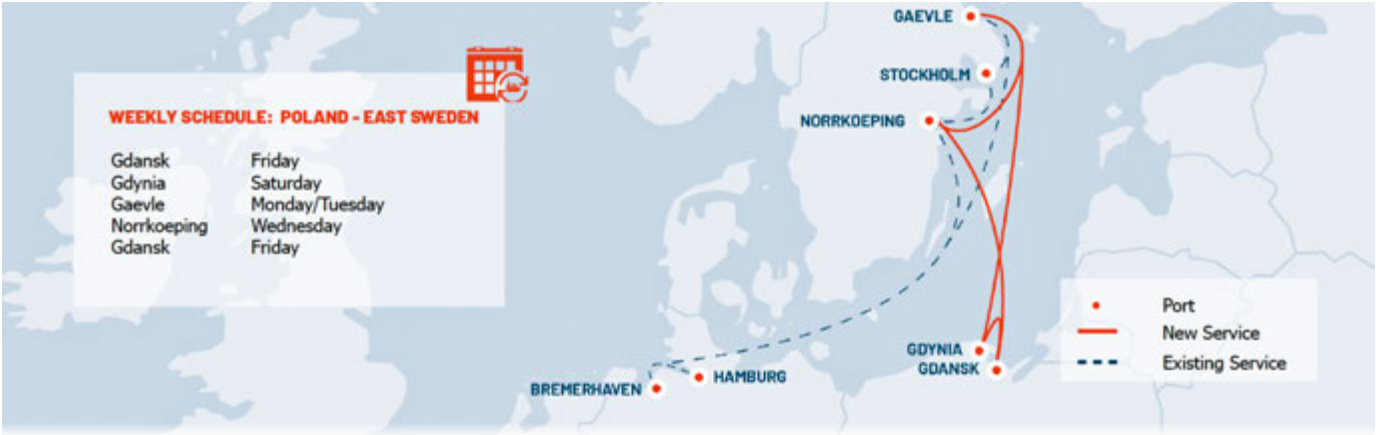 GAEVLE
STOCKHOLM
NORRKOEPING
WEEKLY SCHEDULE: POLAND - EAST SWEDEN
Gdansk Friday
Gdynia Saturday
Gaevle Monday/Tuesday
Norrkoeping Wednesday
Gdansk Friday
Port
New Service
Existing Service
GDYNIA
GDANSK
HAMBURG
BREMERHAVEN